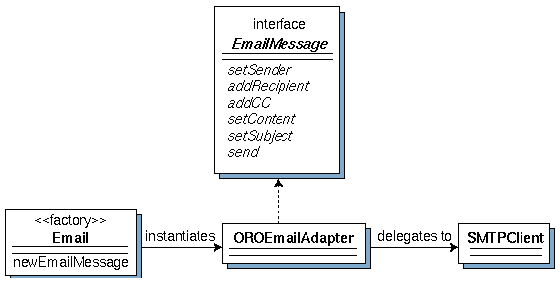 interface
EmailMessage
setSender
addRecipient
addCC
setContent
setSubject
send
<<factory>>
Email
newEmailMessage
instantiates
OROEmailAdapter
delegates to
SMTPClient